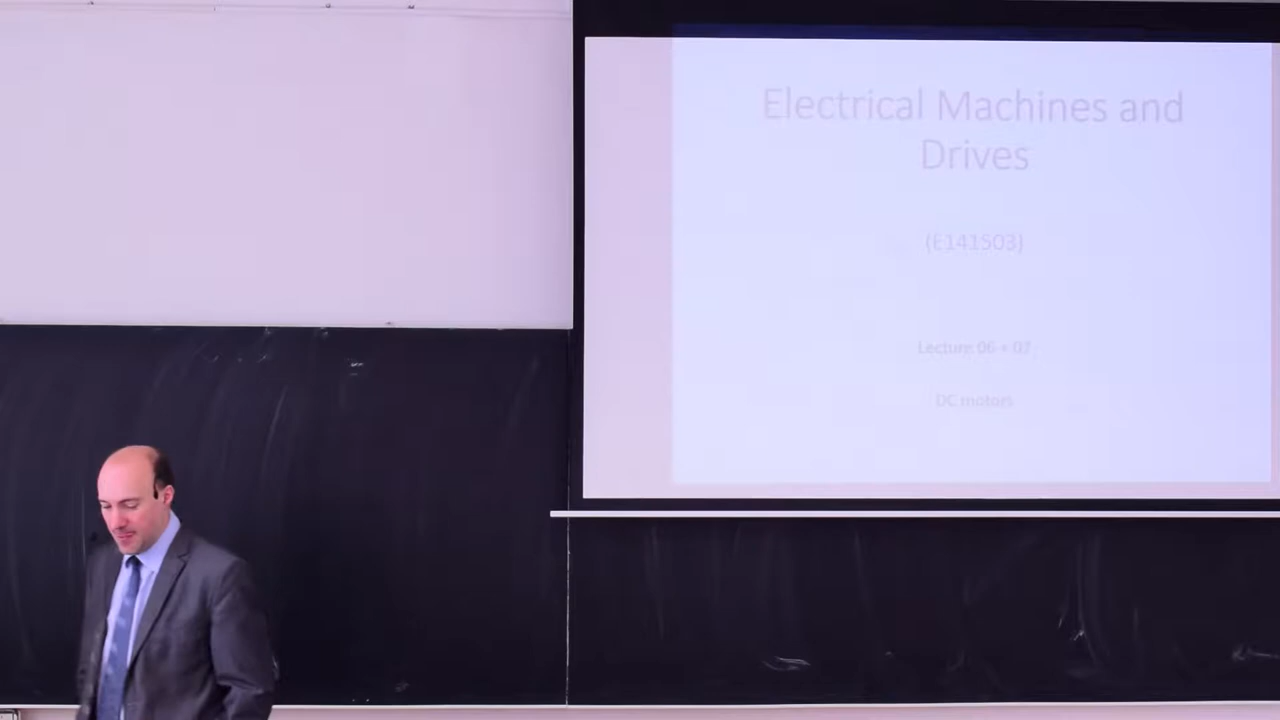 Electrical Machines and
Drives
(E141503)
Lecture 06 + 07
DC motors